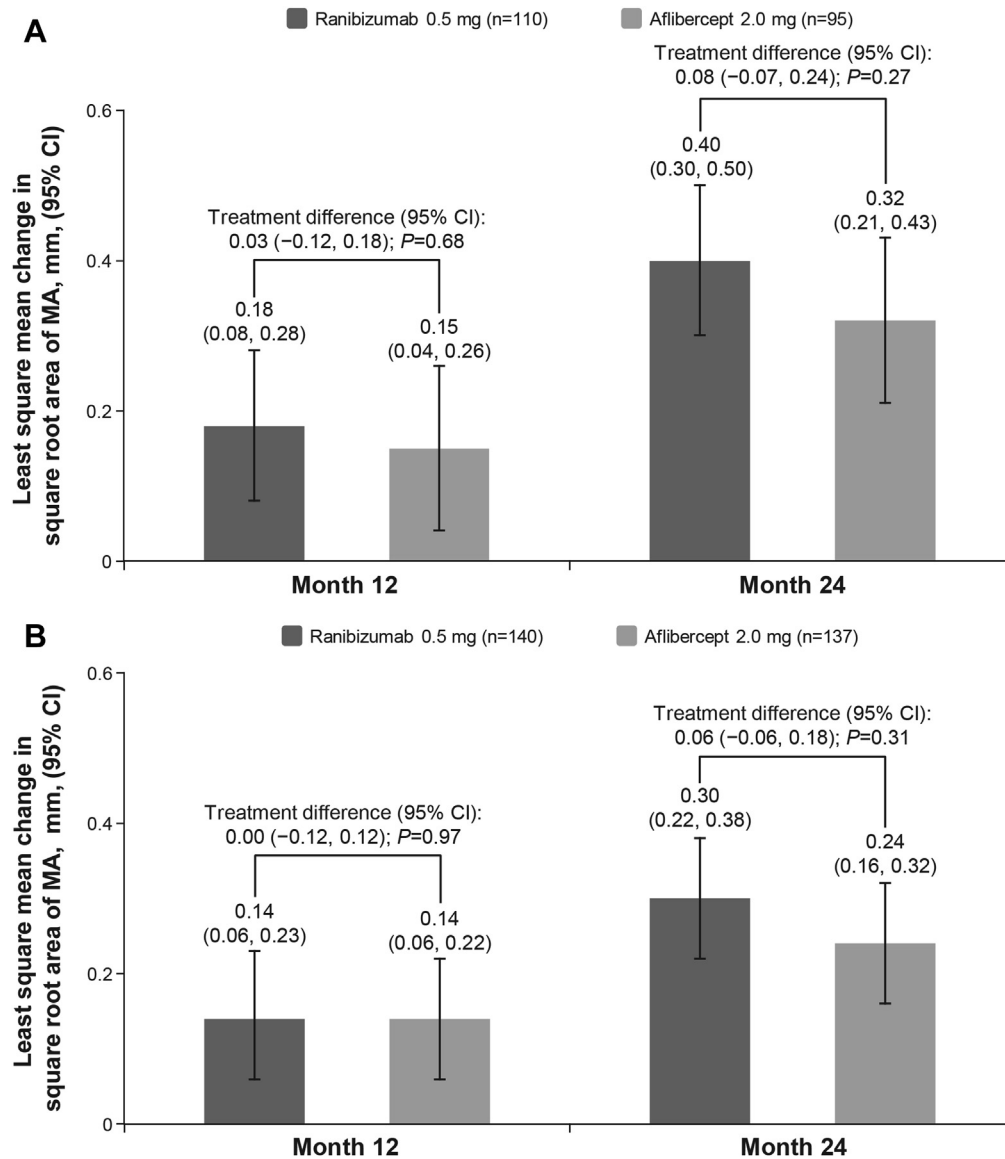 A
Ranibizumab 0.5 mg (n=110)
Aflibercept 2.0 mg (n=95)
Least square mean change in
square root area of MA, mm, (95% CI)
0.6
0.4
0.2
0
Treatment difference (95% CI):
0.03 (−0.12, 0.18); P=0.68
0.18
(0.08, 0.28)
0.15
(0.04, 0.26)
Treatment difference (95% CI):
0.08 (−0.07, 0.24); P=0.27
0.40
(0.30, 0.50)
0.32
(0.21, 0.43)
Month 12
Month 24
B
Ranibizumab 0.5 mg (n=140)
Aflibercept 2.0 mg (n=137)
Least square mean change in
square root area of MA, mm, (95% CI)
0.6
0.4
0.2
0
Treatment difference (95% CI):
0.00 (−0.12, 0.12); P=0.97
0.14
(0.06, 0.23)
0.14
(0.06, 0.22)
Treatment difference (95% CI):
0.06 (−0.06, 0.18); P=0.31
0.30
(0.22, 0.38)
0.24
(0.16, 0.32)
Month 12
Month 24